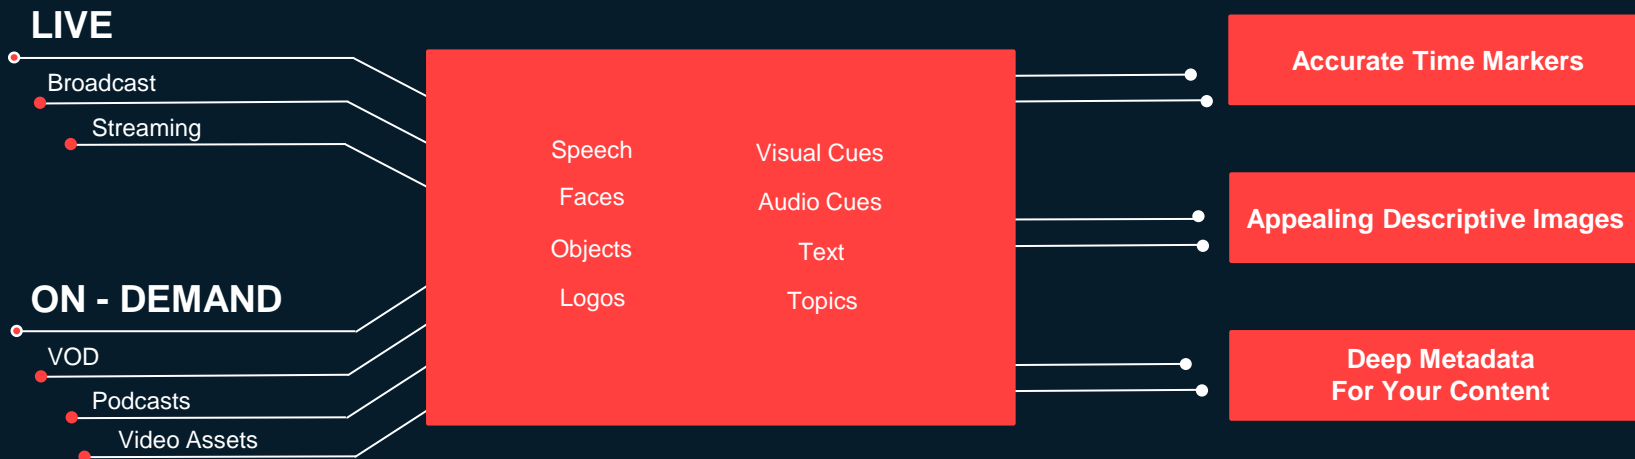 LIVE
Broadcast
Streaming
ON - DEMAND
VOD
Podcasts
Video Assets
Speech
Faces
Objects
Logos
Visual Cues
Audio Cues
Text
Topics
Accurate Time Markers
Appealing Descriptive Images
Deep Metadata
For Your Content